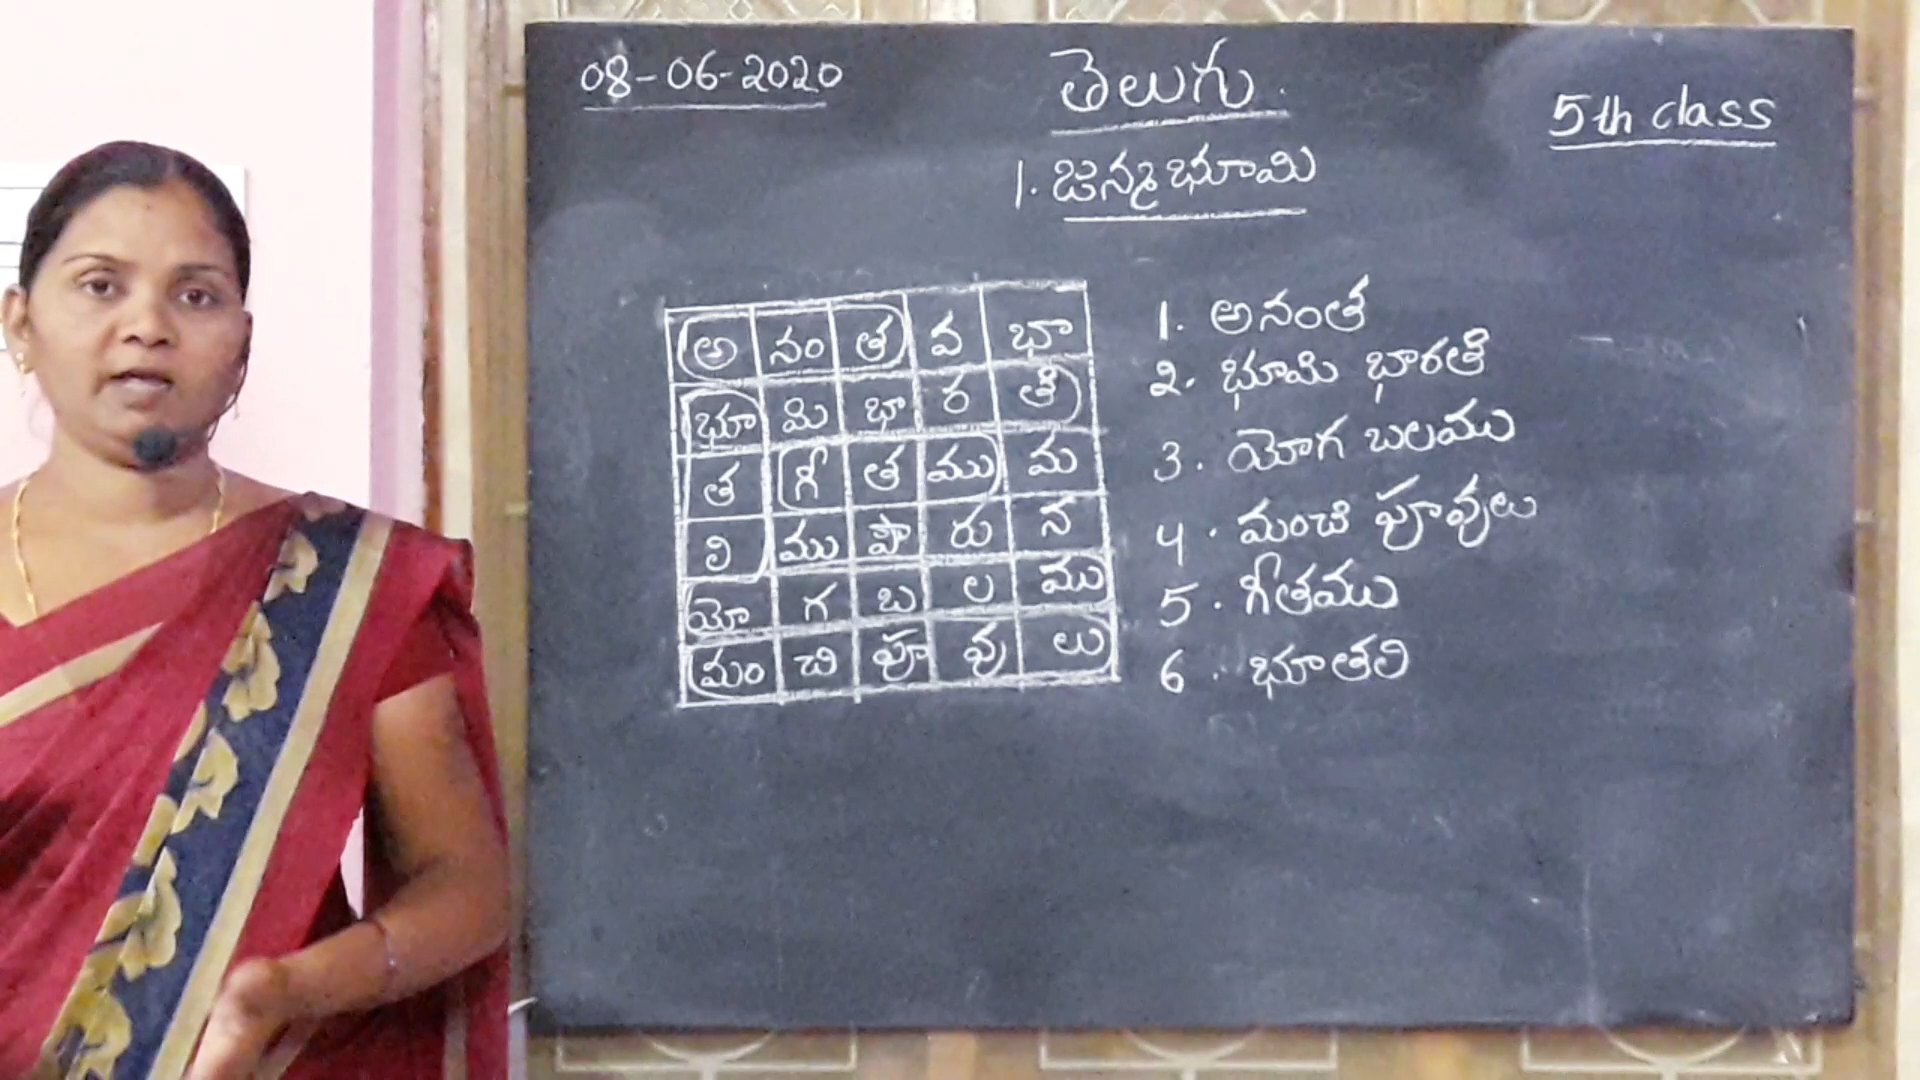 08-06-2020
తెలుగు.
5th class
1. జన్మభూమి
అ నం త వ భా
భూ మి భా ర తి
త గీ త ము మ
లి ము పా రు న
యో గ బ ల ము
మం చి పూ వు లు
1. అనంత
2. భూమి భారతి
3. యోగ బలము
4. మంచి పూవులు
5. గీతము
6. భూతలి